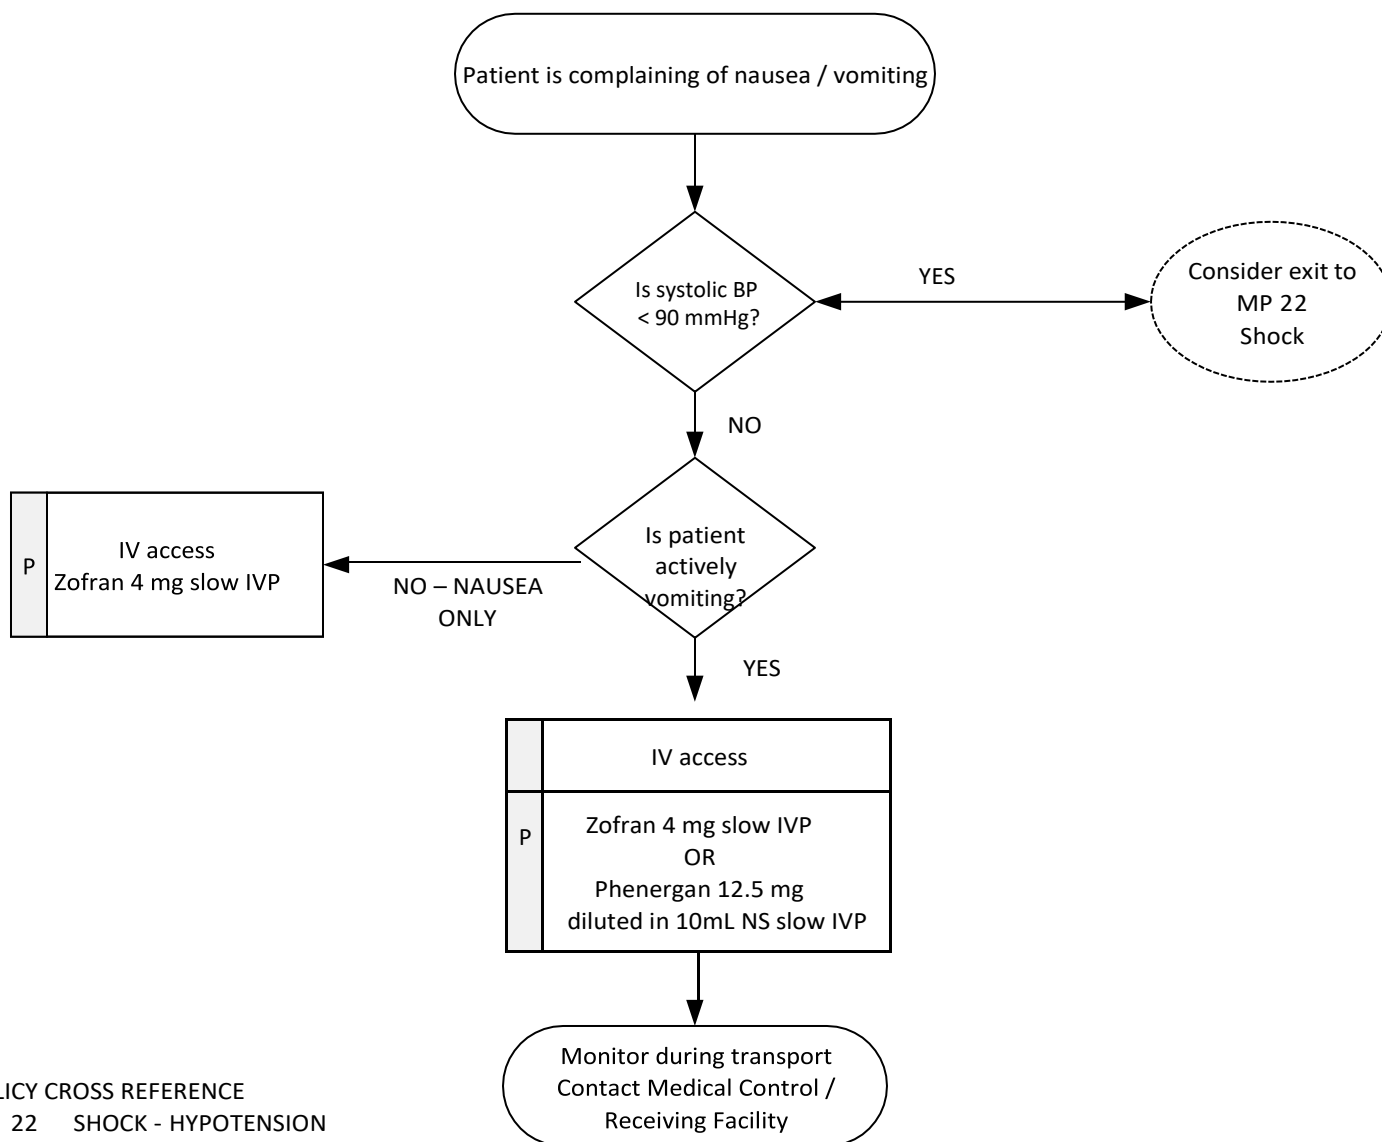 Patient is complaining of nausea / vomiting
Is systolic BP
< 90 mmHg?
YES
Consider exit to
MP 22
Shock
NO
Is patient
actively
vomiting?
NO – NAUSEA
ONLY
P
IV access
Zofran 4 mg slow IVP
YES
IV access
P
Zofran 4 mg slow IVP
OR
Phenergan 12.5 mg
diluted in 10mL NS slow IVP
Monitor during transport
Contact Medical Control /
Receiving Facility
LICY CROSS REFERENCE
22 SHOCK - HYPOTENSION